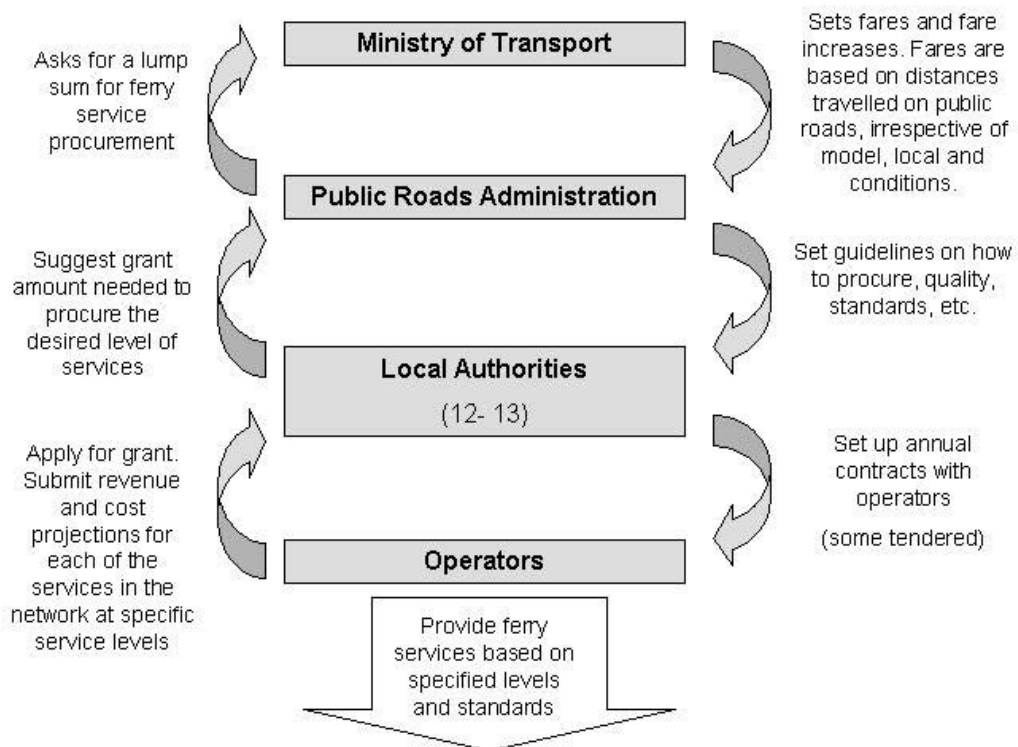 Ministry of Transport
Asks for a lump
sum for ferry
service
procurement
Sets fares and fare
increases. Fares are
based on distances
travelled on public
roads, irrespective of
model, local and
conditions.
Public Roads Administration
Suggest grant
amount needed to
procure the
desired level of
services
Set guidelines on how
to procure, quality,
standards, etc.
Local Authorities
(12- 13)
Apply for grant.
Submit revenue
and cost
projections for
each of the
services in the
network at specific
service levels
Set up annual
contracts with
operators
(some tendered)
Operators
Provide ferry
services based on
specified levels
and standards